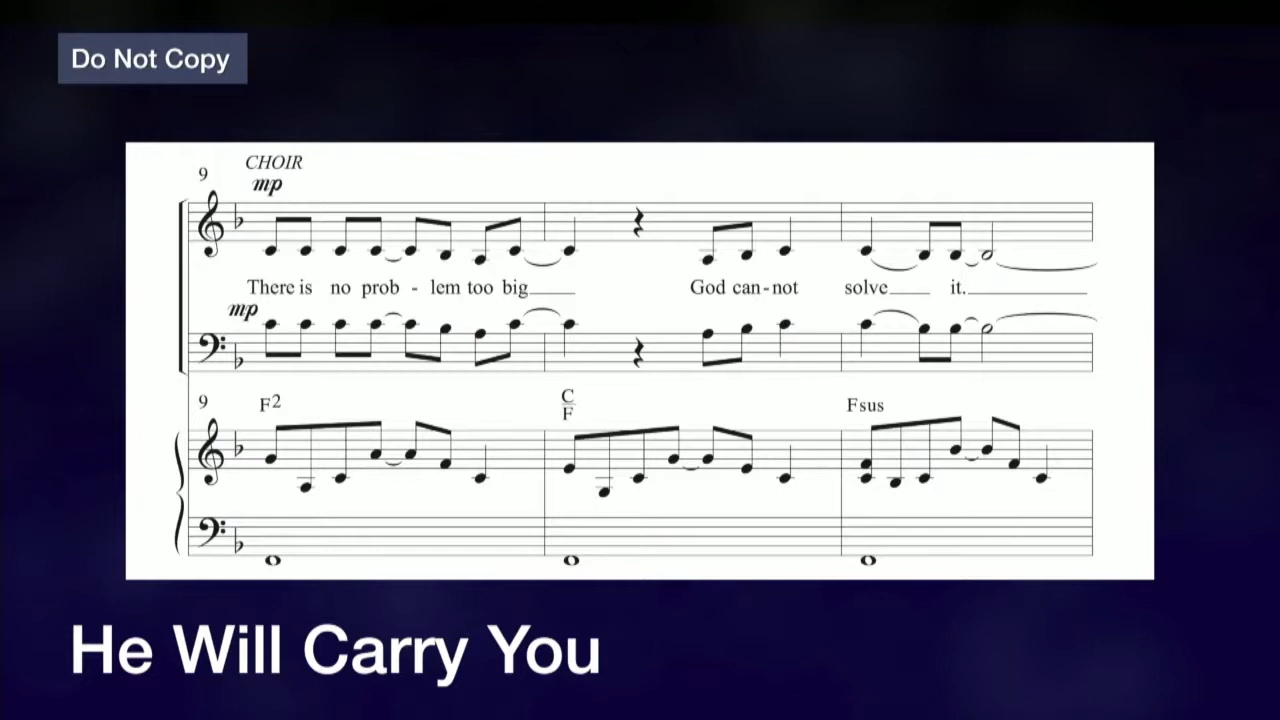 Do Not Copy
9 CHOIR
mp
There is no prob - lem too big God can - not solve it.
mp
9 F2 C/F Fsus
He Will Carry You